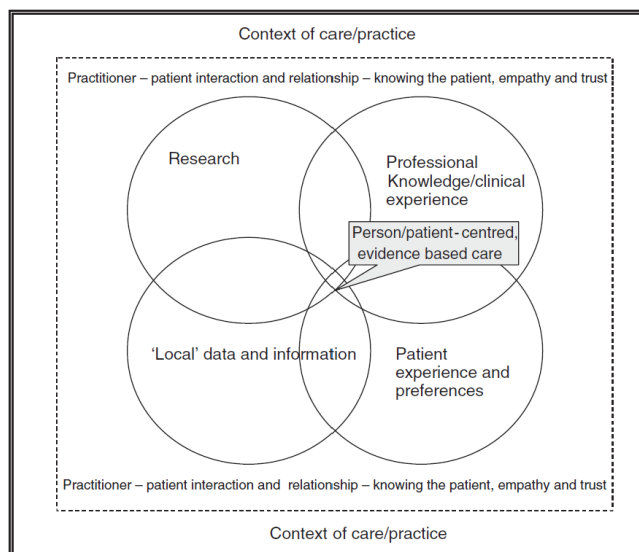 Context of care/practice
Practitioner – patient interaction and relationship – knowing the patient, empathy and trust
Research
Professional
Knowledge/clinical
experience
Person/patient-centred,
evidence based care
'Local' data and information
Patient
experience and
preferences
Practitioner – patient interaction and relationship – knowing the patient, empathy and trust
Context of care/practice